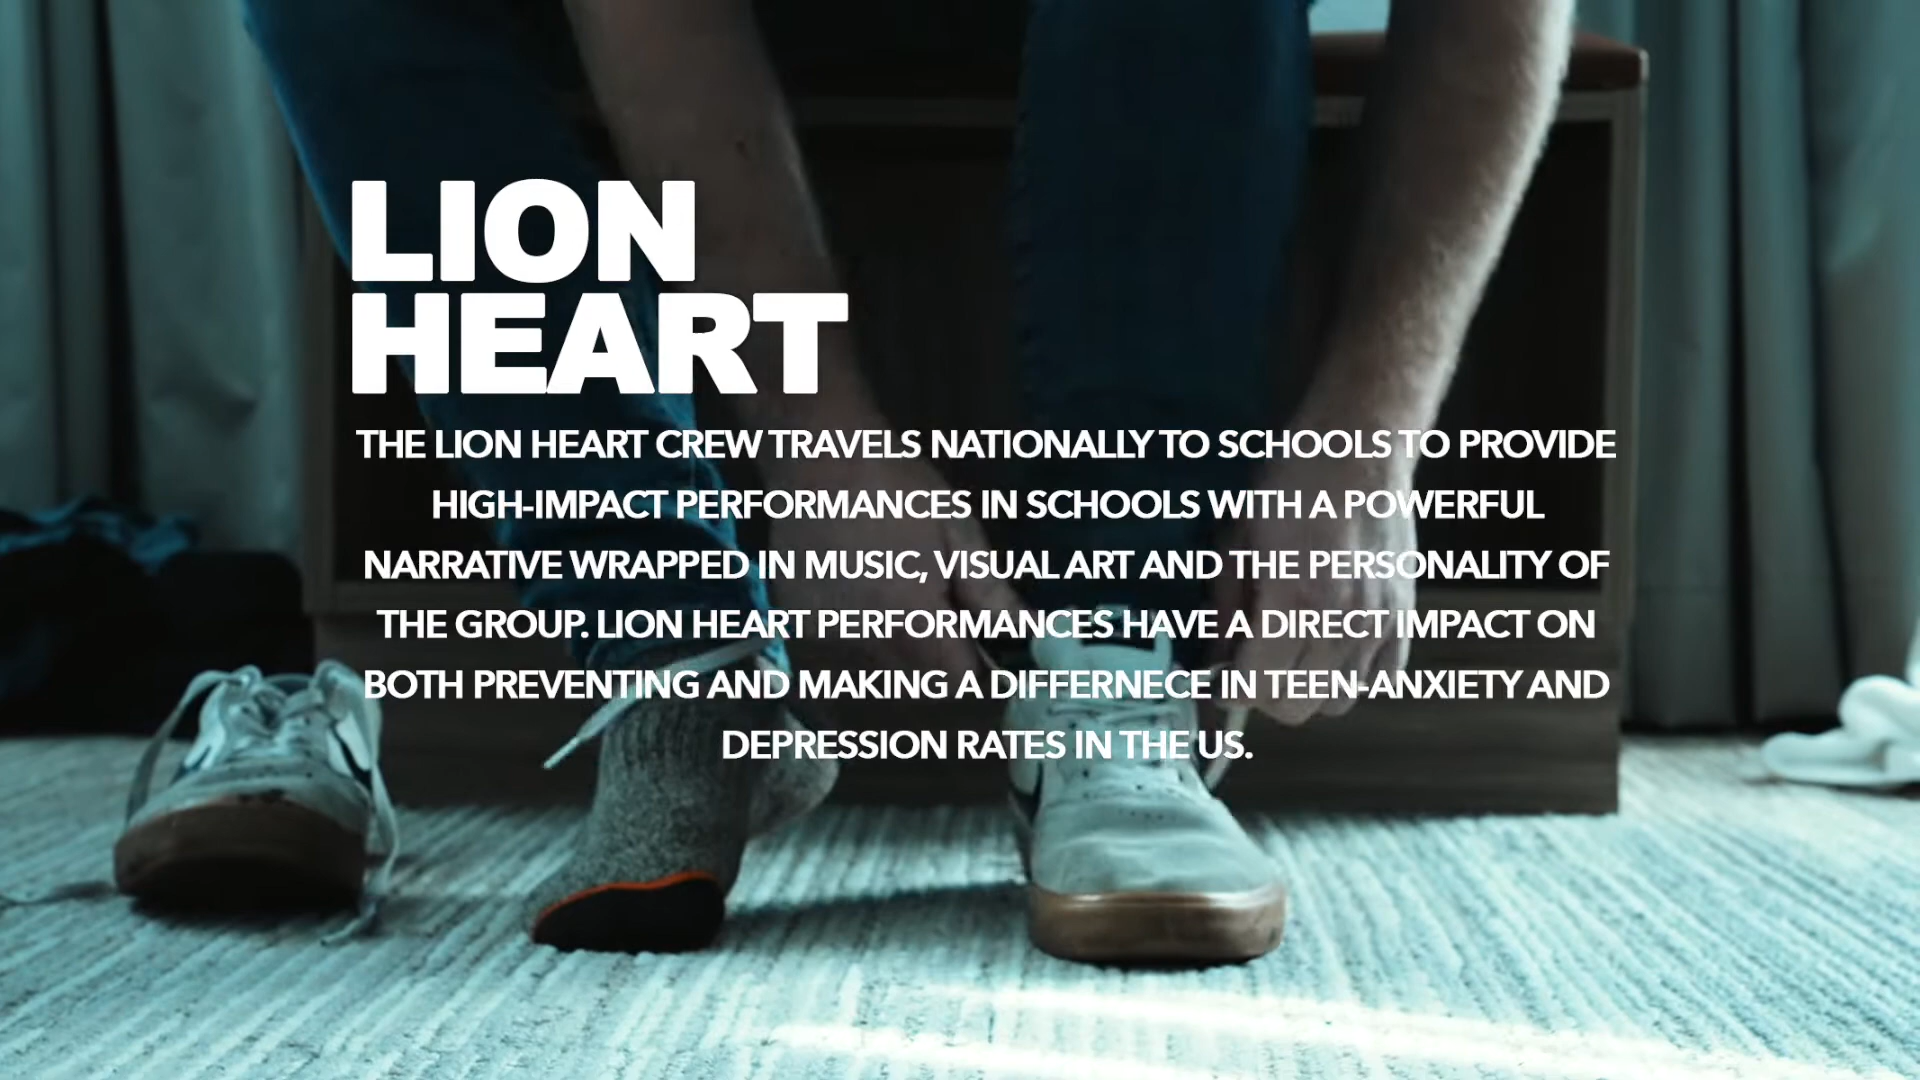 LION
HEART
THE LION HEART CREW TRAVELS NATIONALLY TO SCHOOLS TO PROVIDE
HIGH-IMPACT PERFORMANCES IN SCHOOLS WITH A POWERFUL
NARRATIVE WRAPPED IN MUSIC, VISUAL ART AND THE PERSONALITY OF
THE GROUP. LION HEART PERFORMANCES HAVE A DIRECT IMPACT ON
BOTH PREVENTING AND MAKING A DIFFERNECE IN TEEN-ANXIETY AND
DEPRESSION RATES IN THE US.